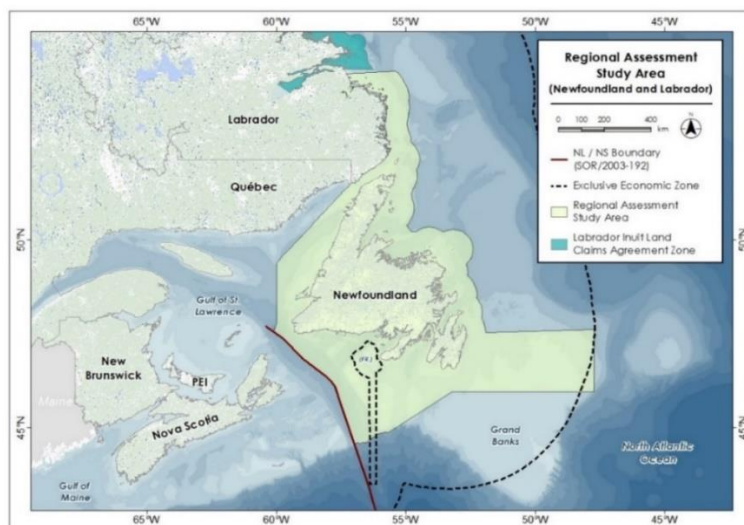 65°W
60°W
55°W
50°W
45°W
Regional Assessment
Study Area
(Newfoundland and Labrador)
0 100 200 400
km
N
NL / NS Boundary
(SOR/2003-192)
Exclusive Economic Zone
Regional Assessment
Study Area
Labrador Inuit Land
Claims Agreement Zone
Labrador
Québec
50°N
50°N
Newfoundland
Gulf of St.
Lawrence
(FR.)
New
Brunswick
PEI
Maine
Nova Scotia
45°N
45°N
Grand
Banks
North Atlantic
Ocean
Gulf of
Maine
65°W
60°W
55°W
50°W
45°W